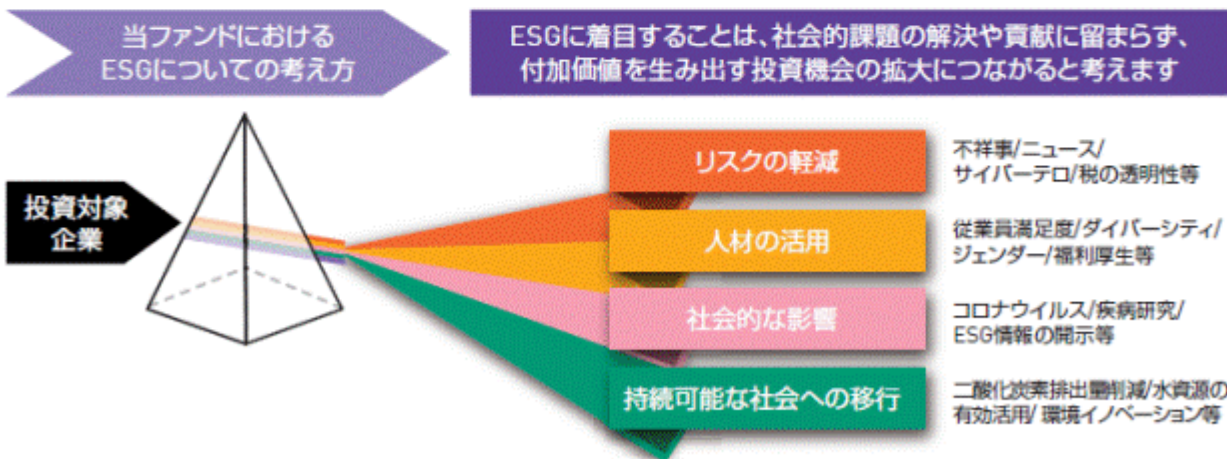 当ファンドにおける
ESGについての考え方
ESGに着目することは、社会的課題の解決や貢献に留まらず、
付加価値を生み出す投資機会の拡大につながると考えます
投資対象
企業
リスクの軽減
不祥事/ニュース/
サイバーテロ/税の透明性等
人材の活用
従業員満足度/ダイバーシティ/
ジェンダー/福利厚生等
社会的な影響
コロナウイルス/疾病研究/
ESG情報の開示等
持続可能な社会への移行
二酸化炭素排出量削減/水資源の
有効活用/ 環境イノベーション等